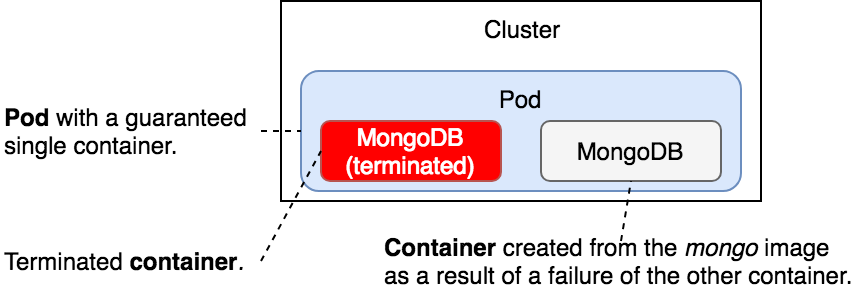 Cluster
Pod
Pod with a guaranteed
single container.
MongoDB
(terminated)
MongoDB
Terminated container.
Container created from the mongo image
as a result of a failure of the other container.